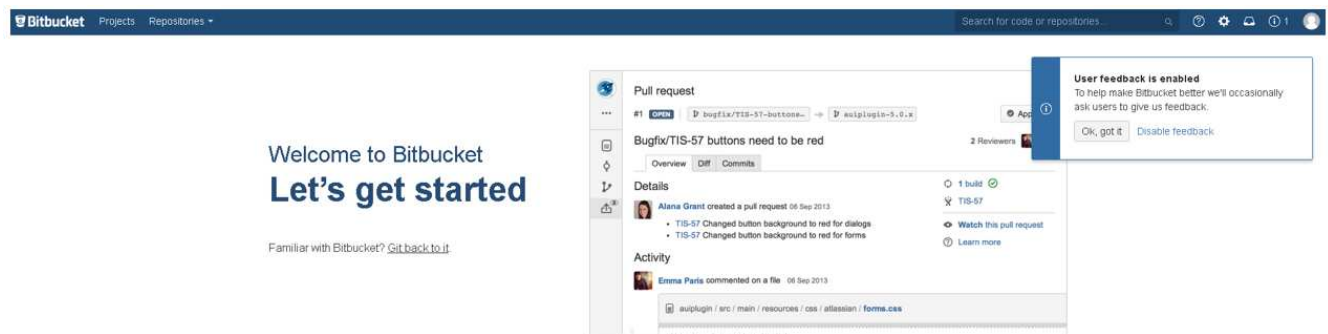 Bitbucket Projects Repositories
Search for code or repositories...
1
Welcome to Bitbucket
Let's get started
Familiar with Bitbucket? Git back to it.
Pull request
#1 OPEN bugfix/TIS-57-buttons… auiplugin-5.0.x
App
Bugfix/TIS-57 buttons need to be red
2 Reviewers
Overview Diff Commits
Details
Alana Grant created a pull request 06 Sep 2013
TIS-57 Changed button background to red for dialogs
TIS-57 Changed button background to red for forms
1 build
TIS-57
Watch this pull request
Learn more
Activity
Emma Paris commented on a file 06 Sep 2013
auiplugin / src / main / resources / css / atlassian / forms.css
User feedback is enabled
To help make Bitbucket better we'll occasionally
ask users to give us feedback.
Ok, got it Disable feedback